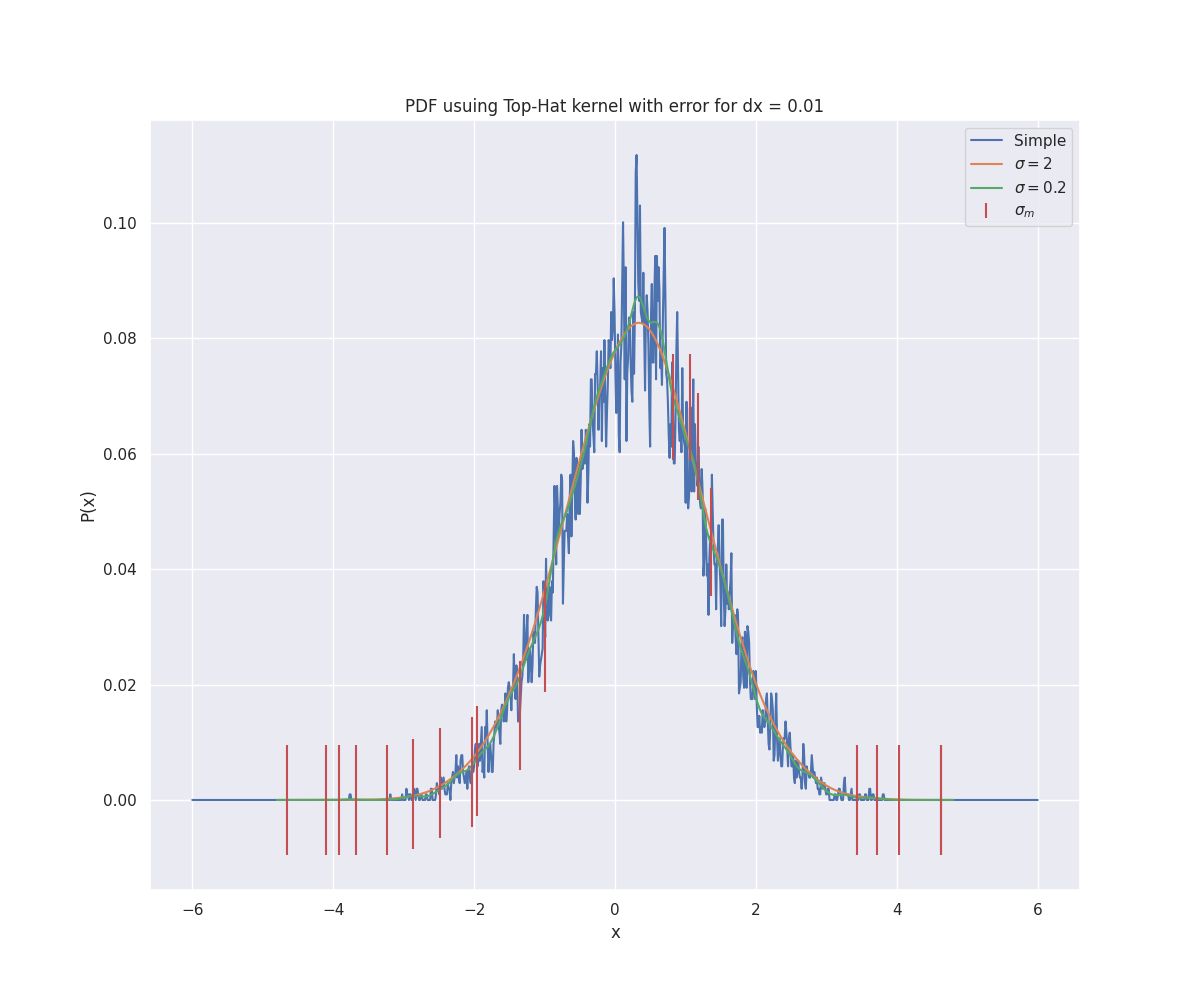 PDF usuing Top-Hat kernel with error for dx = 0.01
Simple
σ = 2
σ = 0.2
σm
0.10
0.08
0.06
0.04
0.02
0.00
P(x)
−6 −4 −2 0 2 4 6
x